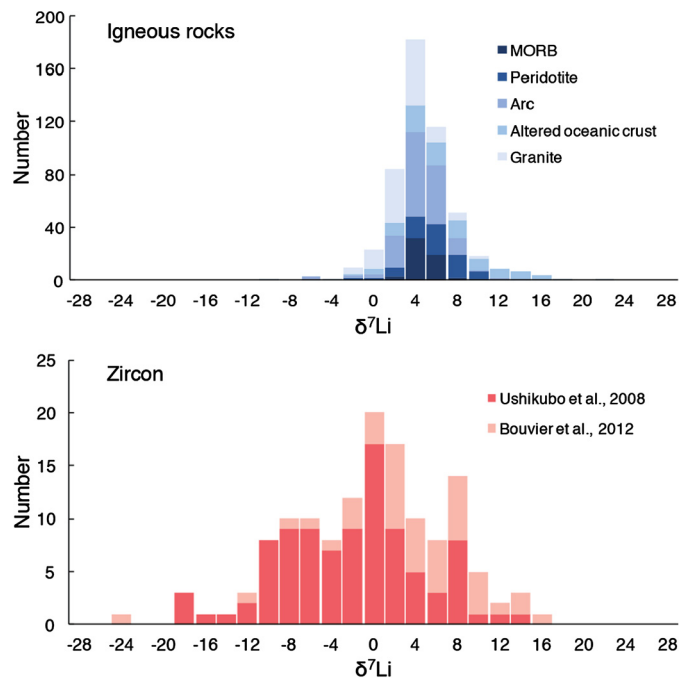 Igneous rocks
Number
200
160
120
80
40
0
MORB
Peridotite
Arc
Altered oceanic crust
Granite
-28 -24 -20 -16 -12 -8 -4 0 4 8 12 16 20 24 28
δ⁷Li
Zircon
Number
25
20
15
10
5
0
Ushikubo et al., 2008
Bouvier et al., 2012
-28 -24 -20 -16 -12 -8 -4 0 4 8 12 16 20 24 28
δ⁷Li